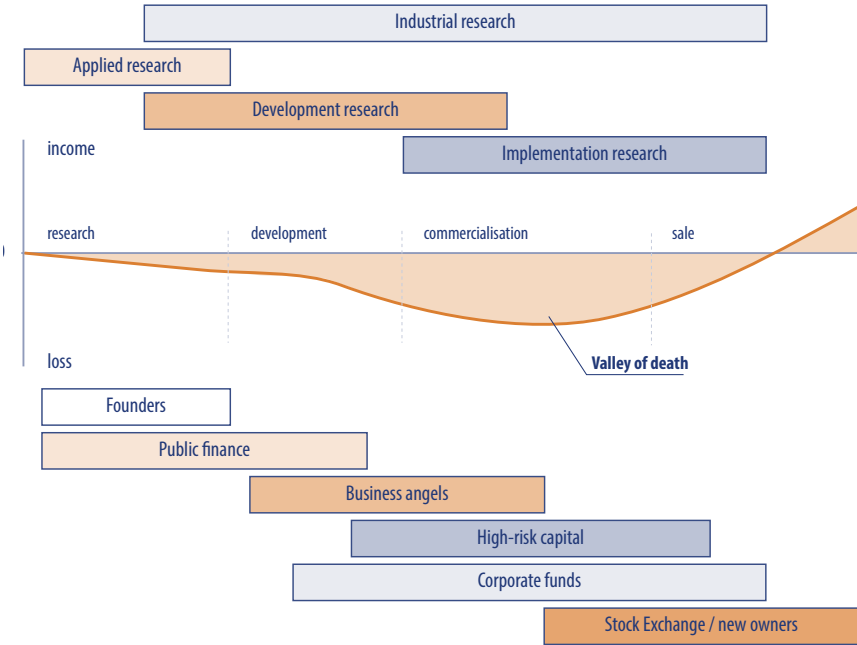 Industrial research
Applied research
Development research
Implementation research
income
research
development
commercialisation
sale
loss
Valley of death
Founders
Public finance
Business angels
High-risk capital
Corporate funds
Stock Exchange / new owners